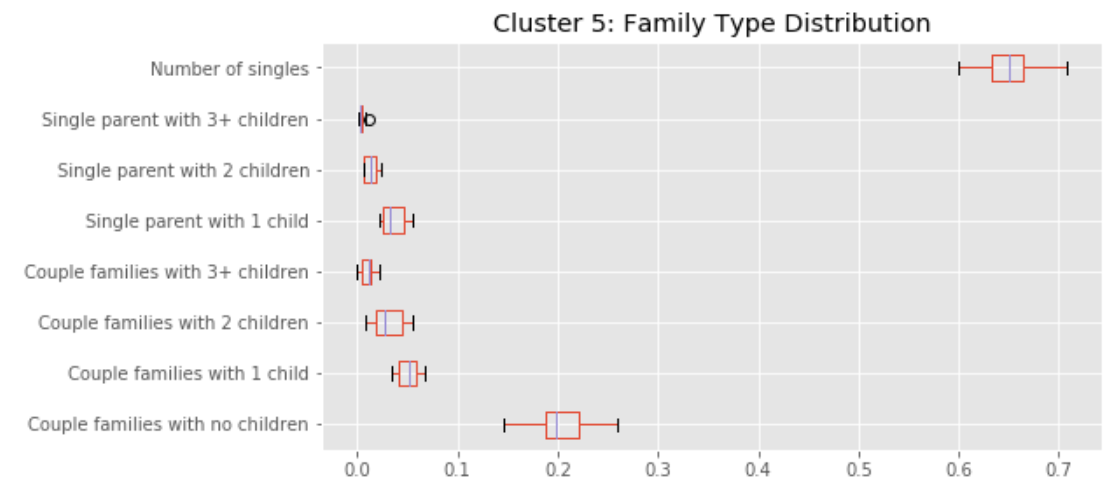 Cluster 5: Family Type Distribution
Number of singles
Single parent with 3+ children
Single parent with 2 children
Single parent with 1 child
Couple families with 3+ children
Couple families with 2 children
Couple families with 1 child
Couple families with no children
0.0 0.1 0.2 0.3 0.4 0.5 0.6 0.7